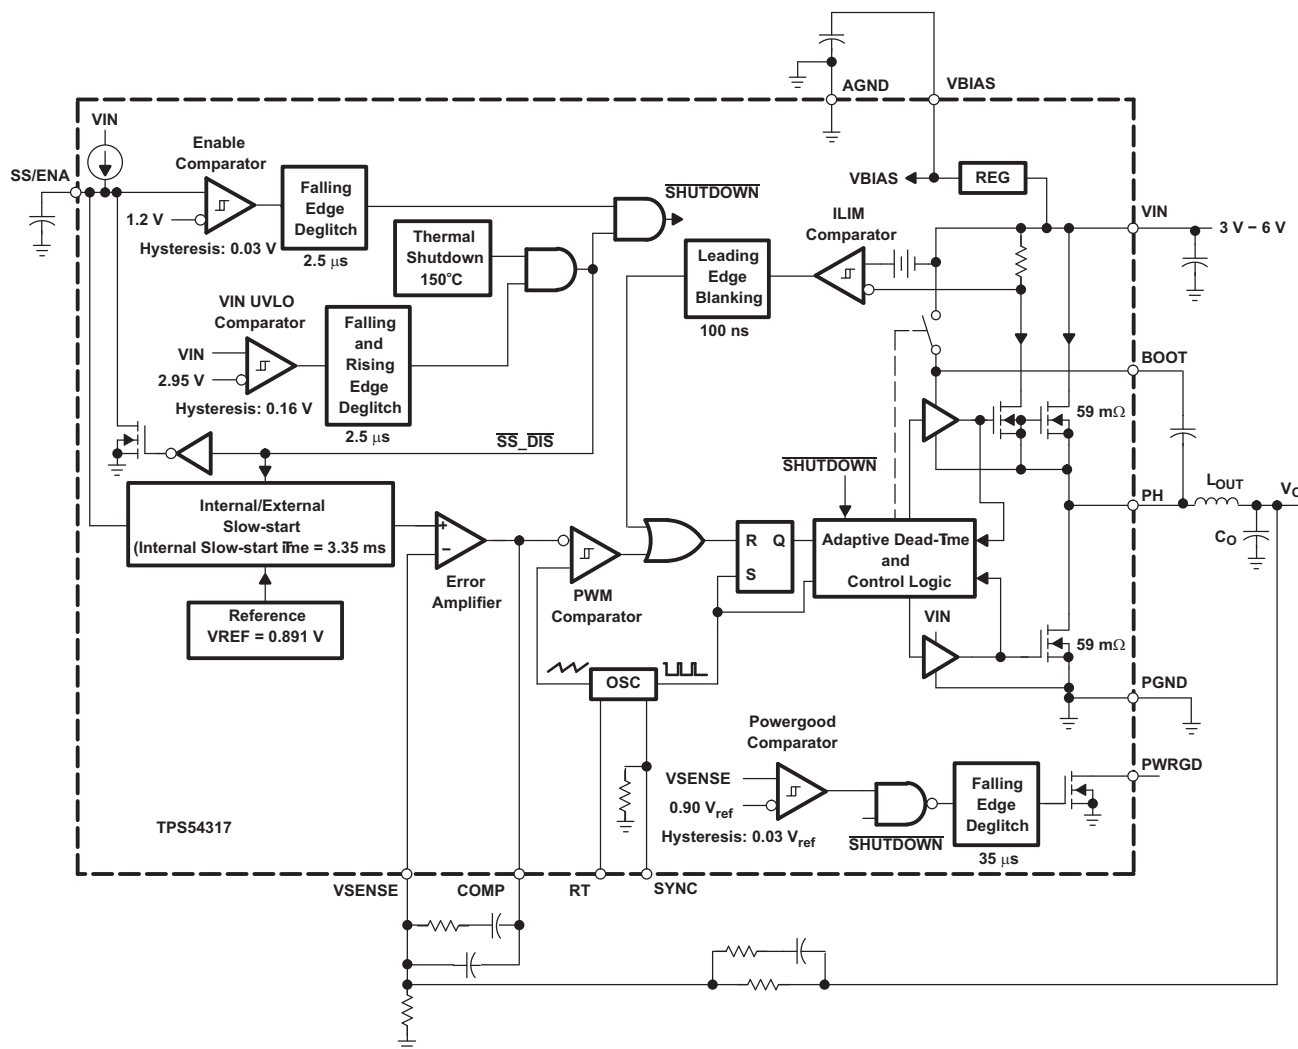 AGND
VBIAS
VIN
Enable
Comparator
SS/ENA
1.2 V
Hysteresis: 0.03 V
Falling
Edge
Deglitch
2.5 μs
SHUTDOWN
Thermal
Shutdown
150°C
VBIAS
REG
ILIM
Comparator
VIN
3 V – 6 V
Leading
Edge
Blanking
100 ns
VIN UVLO
Comparator
VIN
2.95 V
Hysteresis: 0.16 V
Falling
and
Rising
Edge
Deglitch
2.5 μs
BOOT
59 mΩ
SS_DIS
SHUTDOWN
Internal/External
Slow-start
(Internal Slow-start Time = 3.35 ms
Reference
VREF = 0.891 V
+
−
Error
Amplifier
PWM
Comparator
R Q
S
Adaptive Dead-Time
and
Control Logic
PH
LOUT
CO
VO
VIN
59 mΩ
OSC
PGND
Powergood
Comparator
VSENSE
0.90 Vref
Hysteresis: 0.03 Vref
SHUTDOWN
Falling
Edge
Deglitch
35 μs
PWRGD
TPS54317
VSENSE
COMP
RT
SYNC